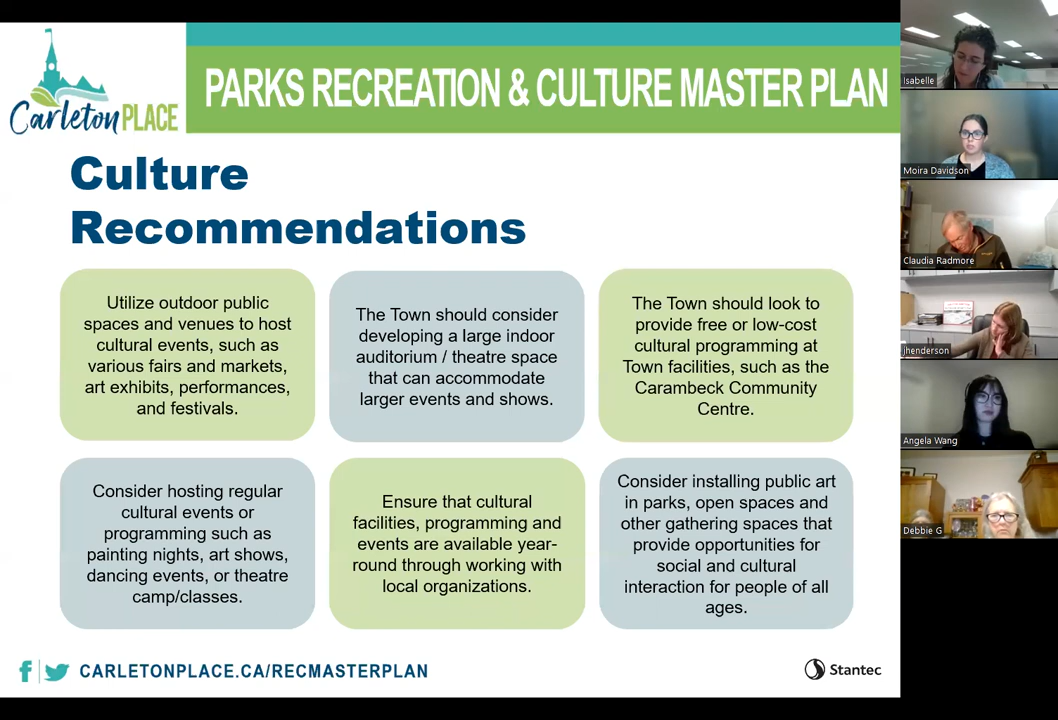 Carleton PLACE
PARKS RECREATION & CULTURE MASTER PLAN
Culture
Recommendations
Utilize outdoor public
spaces and venues to host
cultural events, such as
various fairs and markets,
art exhibits, performances,
and festivals.
The Town should consider
developing a large indoor
auditorium / theatre space
that can accommodate
larger events and shows.
The Town should look to
provide free or low-cost
cultural programming at
Town facilities, such as the
Carambeck Community
Centre.
Consider hosting regular
cultural events or
programming such as
painting nights, art shows,
dancing events, or theatre
camp/classes.
Ensure that cultural
facilities, programming and
events are available year-
round through working with
local organizations.
Consider installing public art
in parks, open spaces and
other gathering spaces that
provide opportunities for
social and cultural
interaction for people of all
ages.
CARLETONPLACE.CA/RECMASTERPLAN
Stantec
Isabelle
Moira Davidson
Claudia Radmore
jhenderson
Angela Wang
Debbie G